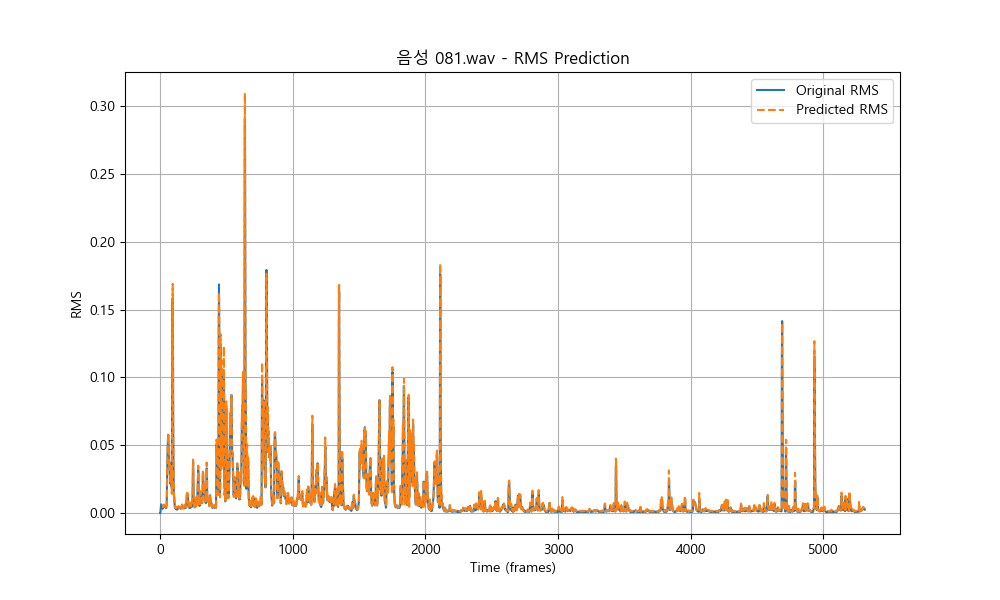 음성 081.wav - RMS Prediction
Original RMS
Predicted RMS
RMS
0.30
0.25
0.20
0.15
0.10
0.05
0.00
0 1000 2000 3000 4000 5000
Time (frames)